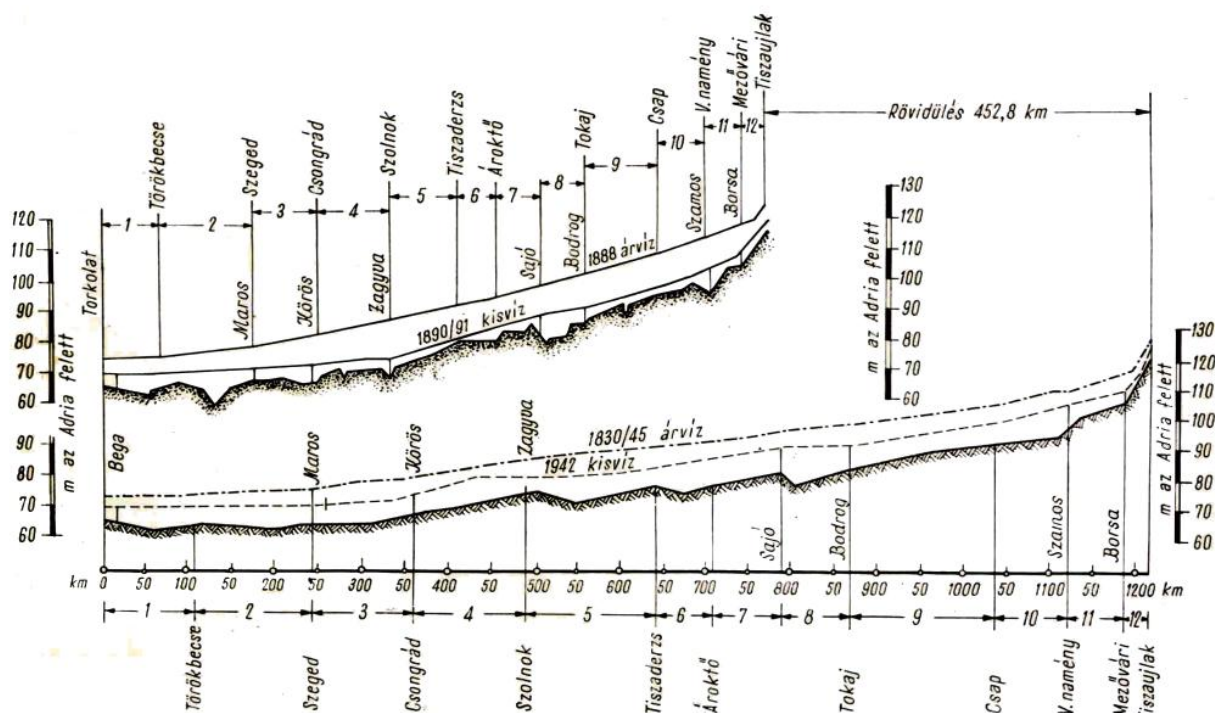 Rövidülés 452,8 km
Torkolat
Törökbecse
Szeged
Csongrád
Szolnok
Tiszaderzs
Ároktő
Tokaj
Csap
V. namény
Mezővári
Tiszaujlak
1 2 3 4 5 6 7 8 9 10 11 12
Maros
Körös
Zagyva
Sajó
Bodrog
Szamos
Borsa
1888 árvíz
1890/91 kisvíz
m az Adria felett
120
110
100
90
80
70
60
m az Adria felett
130
120
110
100
90
80
70
60
m az Adria felett
90
80
70
60
m az Adria felett
130
120
110
100
90
80
70
60
1830/45 árvíz
1942 kisvíz
Bega
Maros
Körös
Zagyva
Sajó
Bodrog
Szamos
Borsa
km 0 50 100 50 200 50 300 50 400 50 500 50 600 50 700 50 800 50 900 50 1000 50 1100 50 1200 km
1 2 3 4 5 6 7 8 9 10 11 12
Törökbecse
Szeged
Csongrád
Szolnok
Tiszaderzs
Ároktő
Tokaj
Csap
V. namény
Mezővári
Tiszaujlak